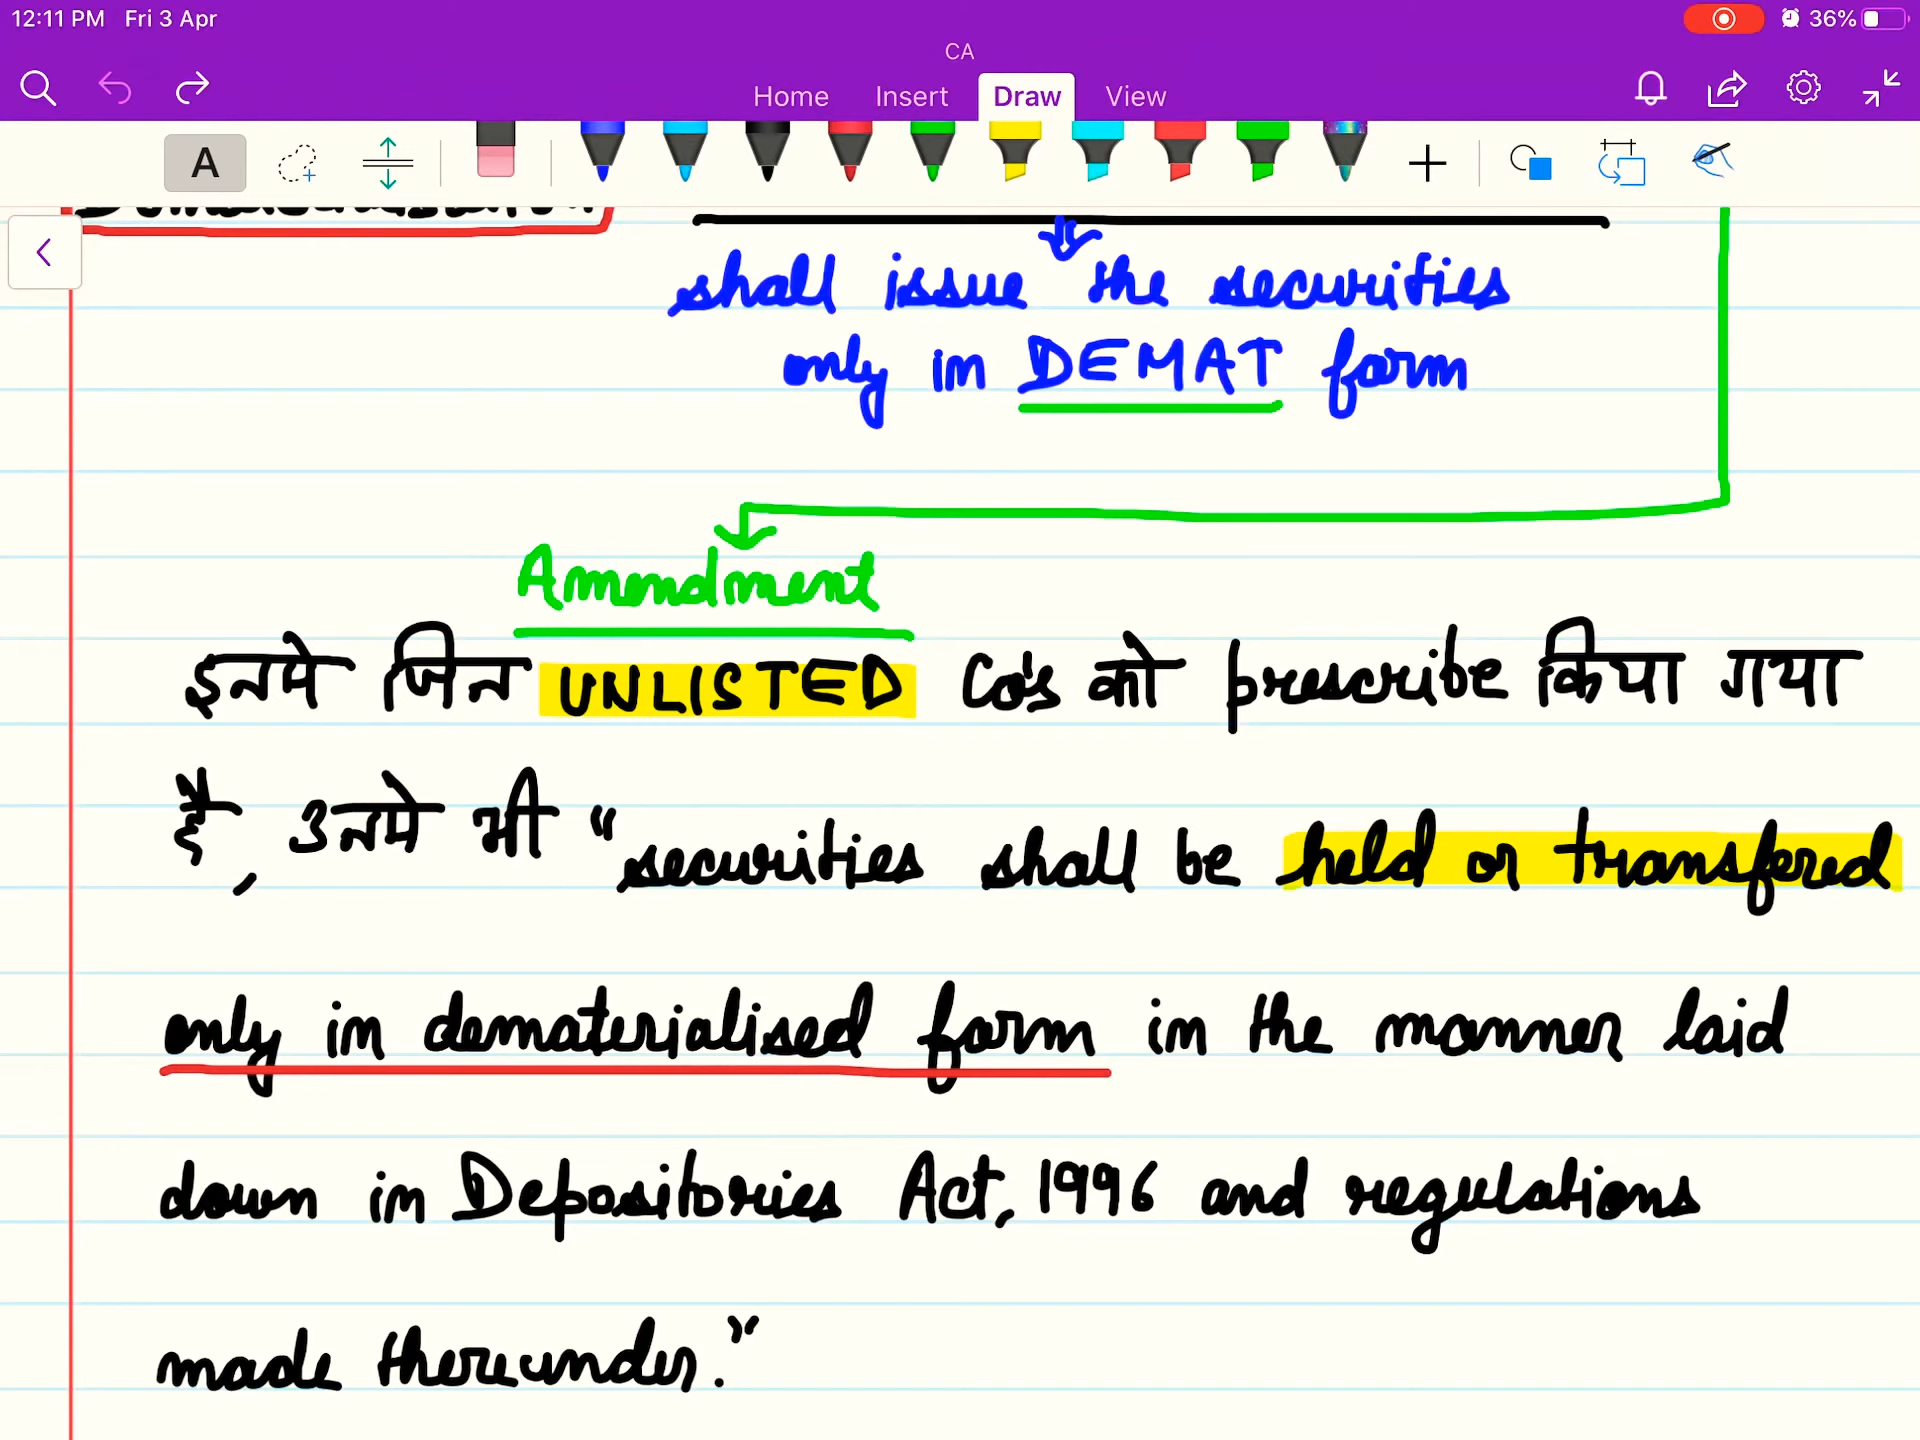 12:11 PM Fri 3 Apr
36%
CA
Home Insert Draw View
A
shall issue the securities
only in DEMAT form
Amendment
इनमे जिन UNLISTED Co's को prescribe किया गया
है, उनमे भी "securities shall be held or transfered
only in dematerialised form in the manner laid
down in Depositories Act, 1996 and regulations
made thereunder."